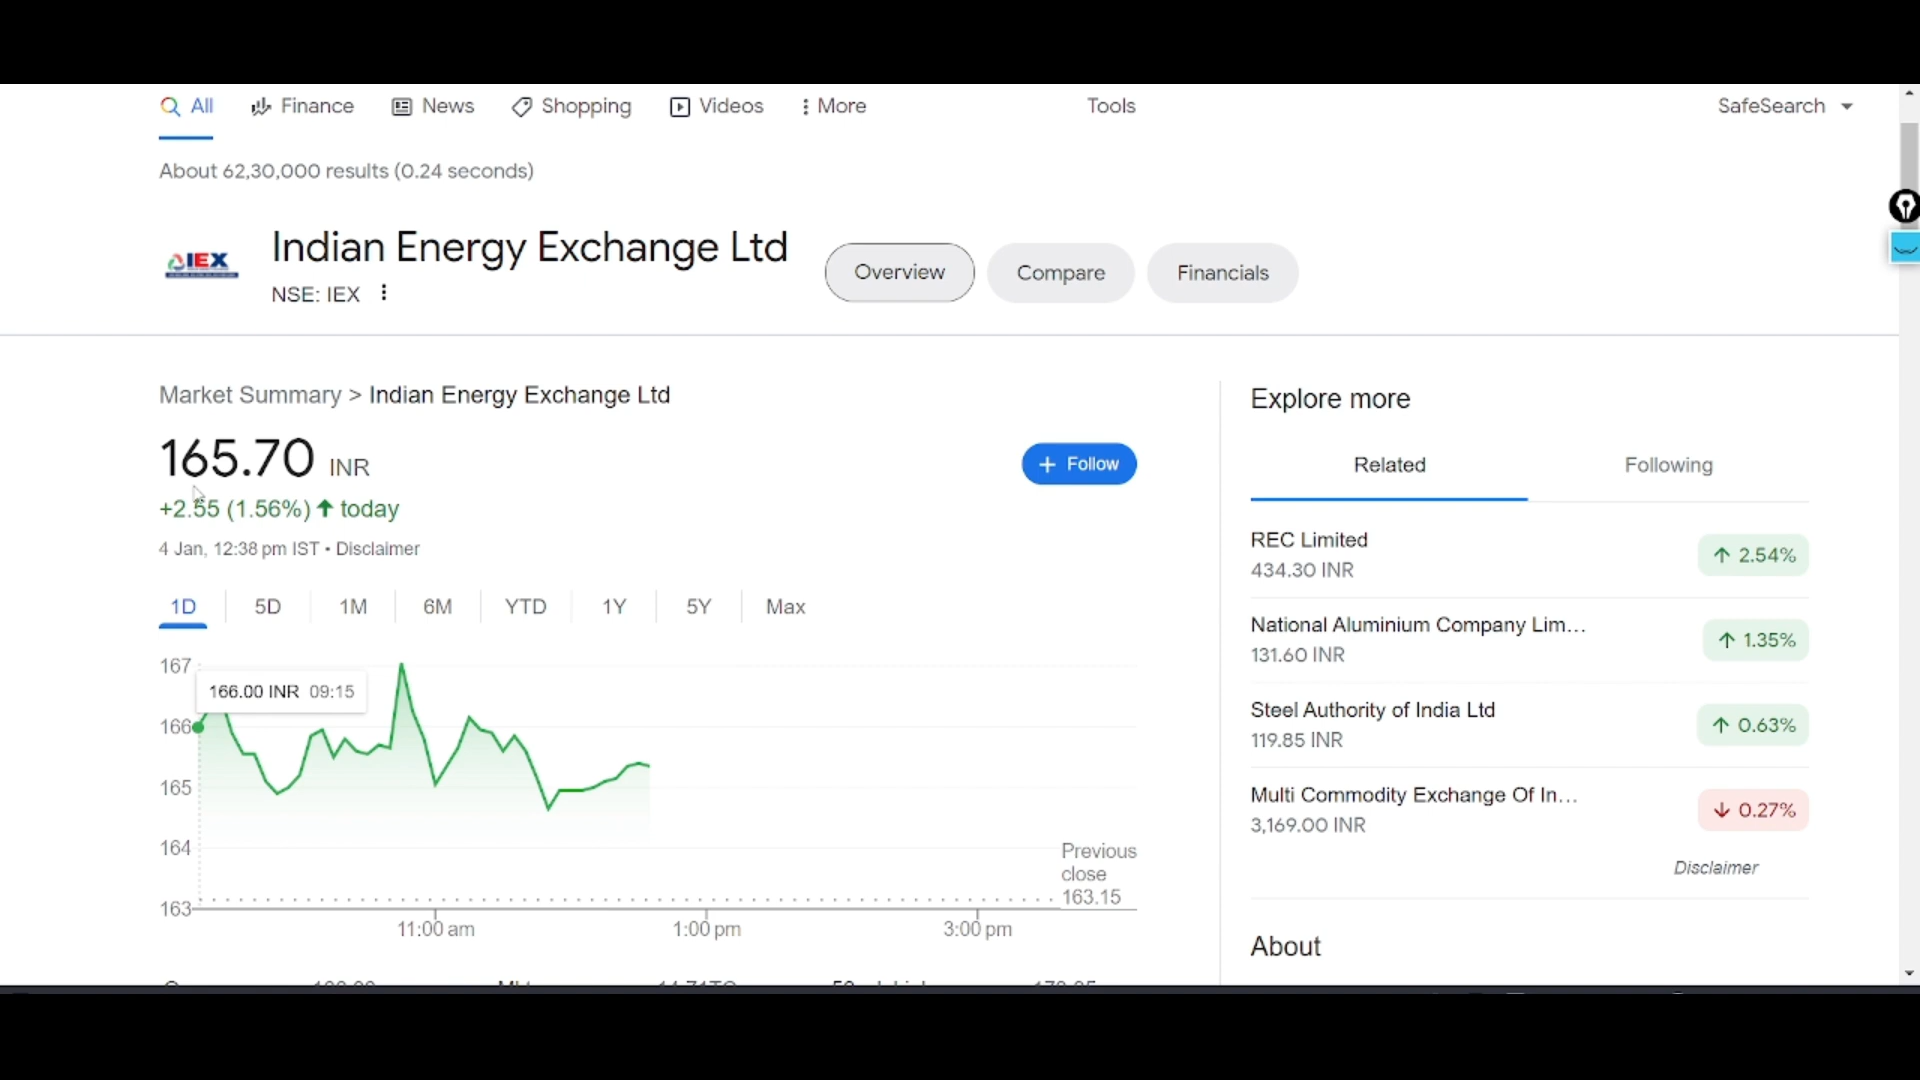 All Finance News Shopping Videos More Tools SafeSearch
About 62,30,000 results (0.24 seconds)
IEX
Indian Energy Exchange Ltd
NSE: IEX
Overview Compare Financials
Market Summary > Indian Energy Exchange Ltd
165.70 INR
+2.55 (1.56%) today
4 Jan, 12:38 pm IST • Disclaimer
Follow
1D 5D 1M 6M YTD 1Y 5Y Max
167
166.00 INR 09:15
166
165
164
163
Previous
close
163.15
11:00 am 1:00 pm 3:00 pm
Explore more
Related Following
REC Limited
434.30 INR
2.54%
National Aluminium Company Lim...
131.60 INR
1.35%
Steel Authority of India Ltd
119.85 INR
0.63%
Multi Commodity Exchange Of In...
3,169.00 INR
0.27%
Disclaimer
About